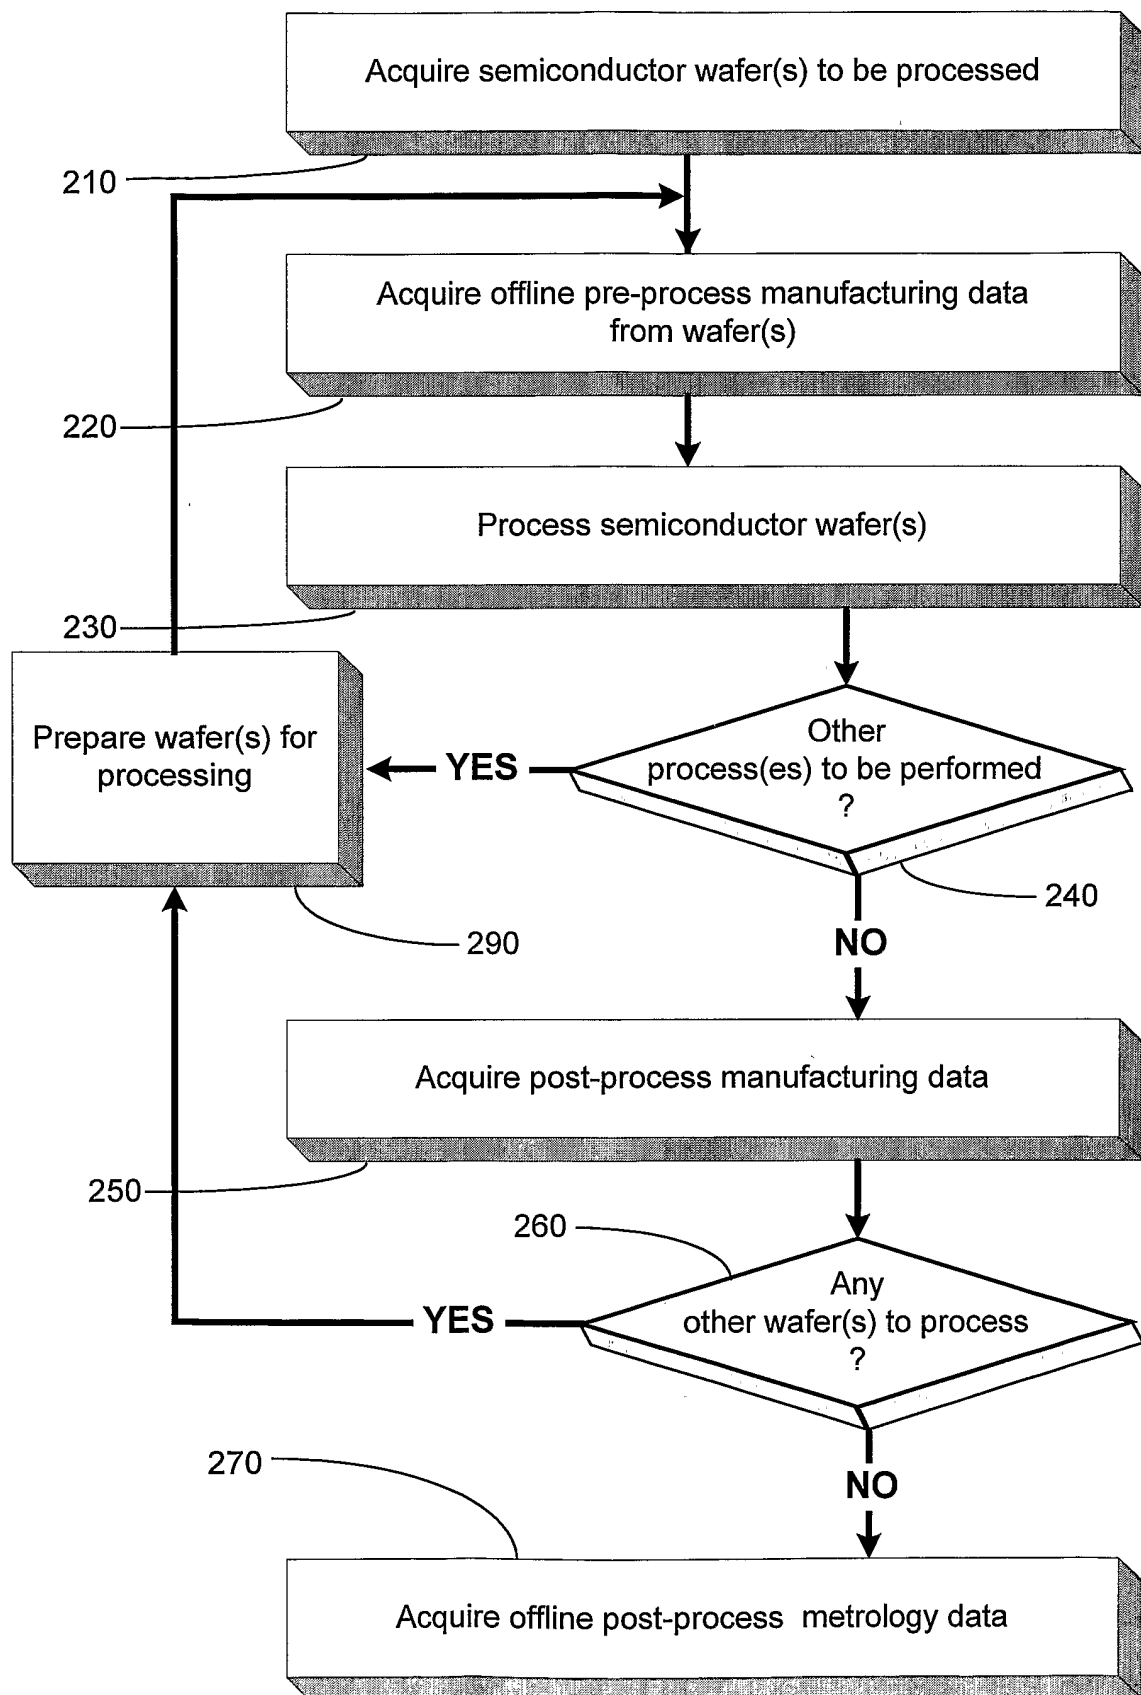 Acquire semiconductor wafer(s) to be processed
210
Acquire offline pre-process manufacturing data
from wafer(s)
220
Process semiconductor wafer(s)
230
Prepare wafer(s) for
processing
YES
Other
process(es) to be performed
?
240
290
NO
Acquire post-process manufacturing data
250
260
Any
other wafer(s) to process
?
YES
270
NO
Acquire offline post-process metrology data